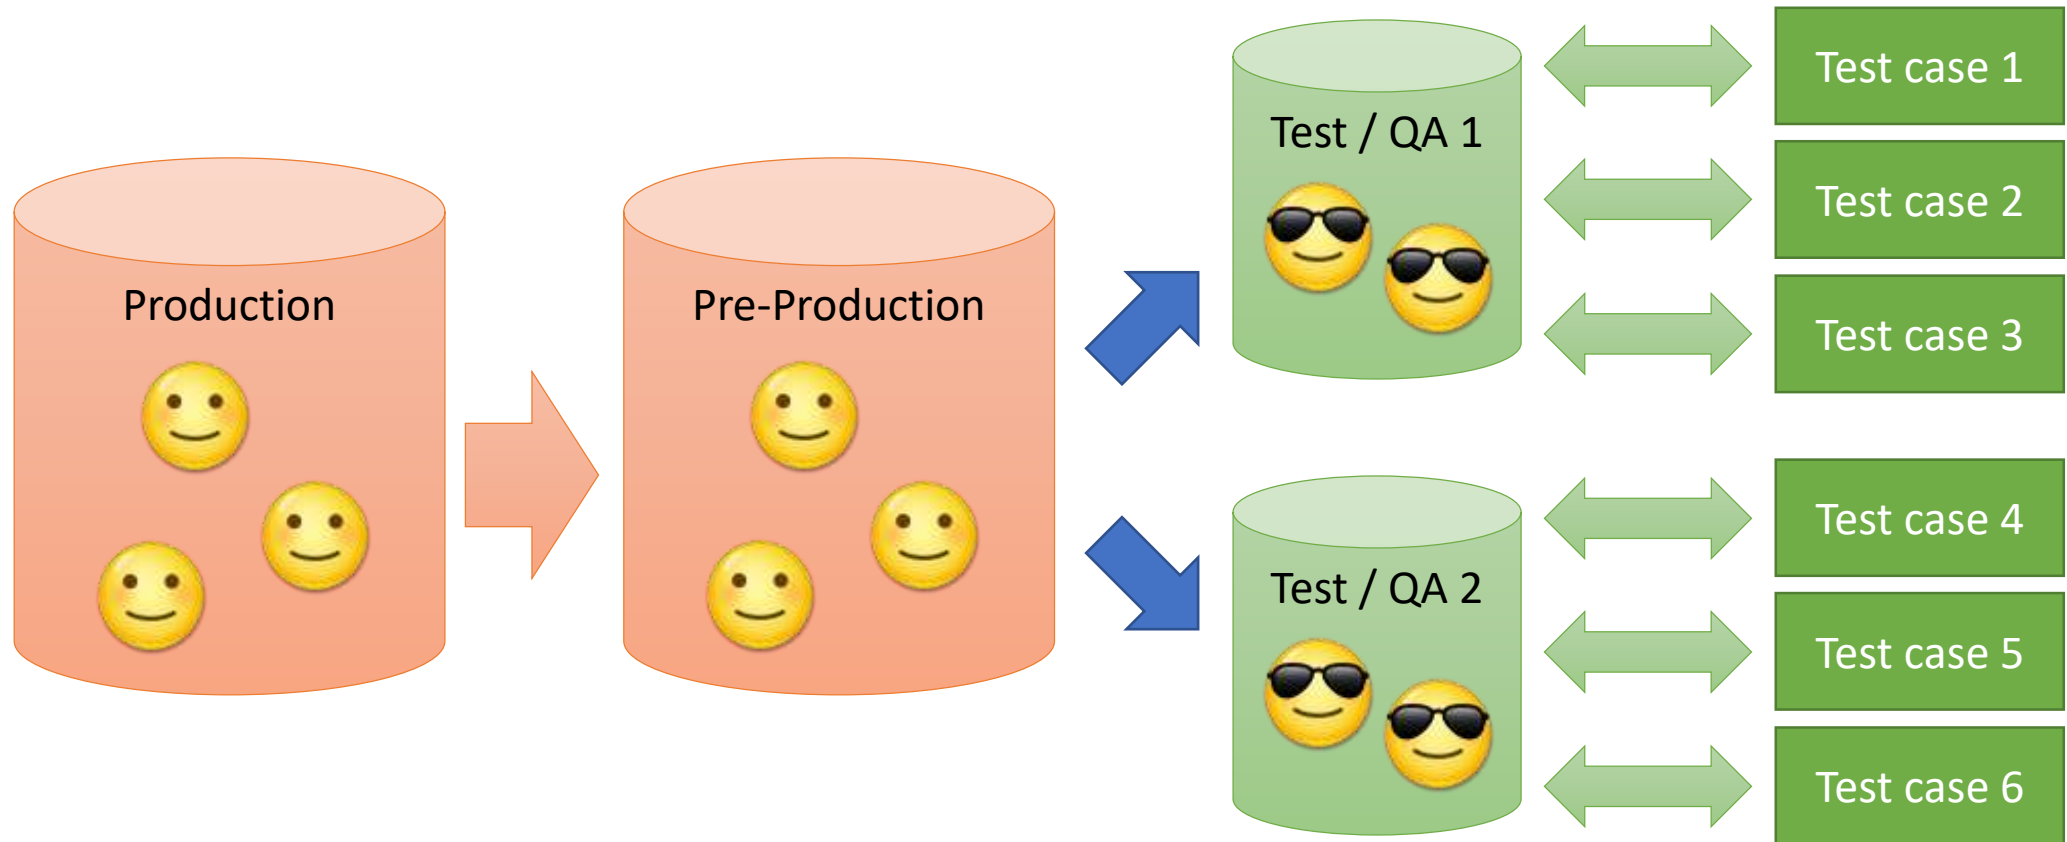 Production
Pre-Production
Test / QA 1
Test case 1
Test case 2
Test case 3
Test / QA 2
Test case 4
Test case 5
Test case 6